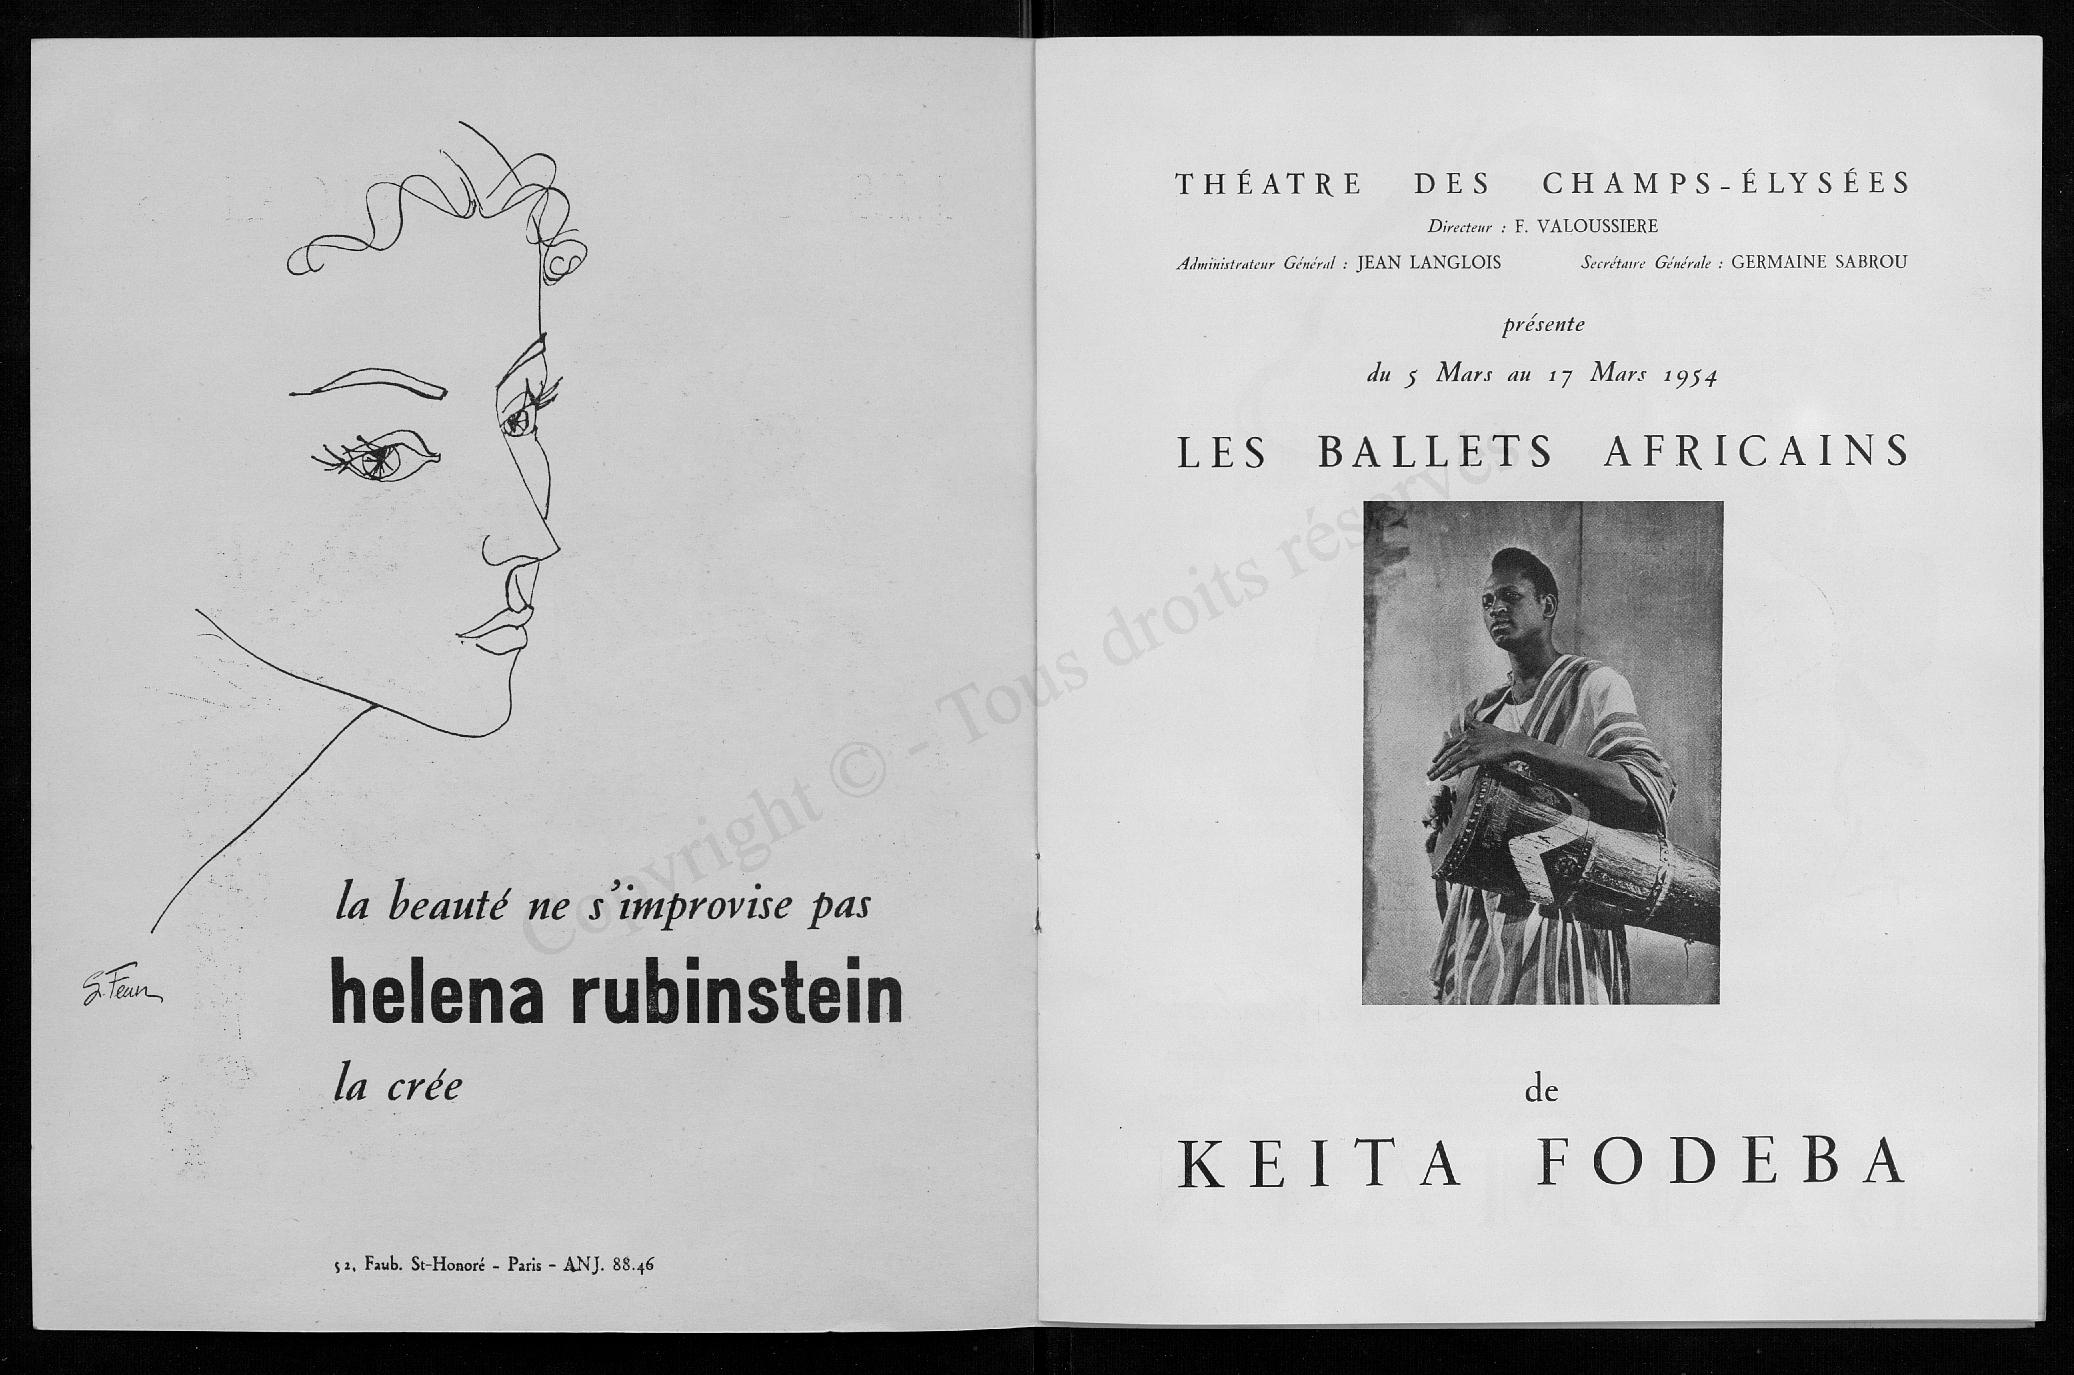 la beauté ne s'improvise pas
helena rubinstein
la crée
52, Faub. St-Honoré - Paris - ANJ. 88.46
THÉATRE DES CHAMPS-ÉLYSÉES
Directeur : F. VALOUSSIERE
Administrateur Général : JEAN LANGLOIS Secrétaire Générale : GERMAINE SABROU
présente
du 5 Mars au 17 Mars 1954
LES BALLETS AFRICAINS
de
KEITA FODEBA
Copyright © - Tous droits réservés